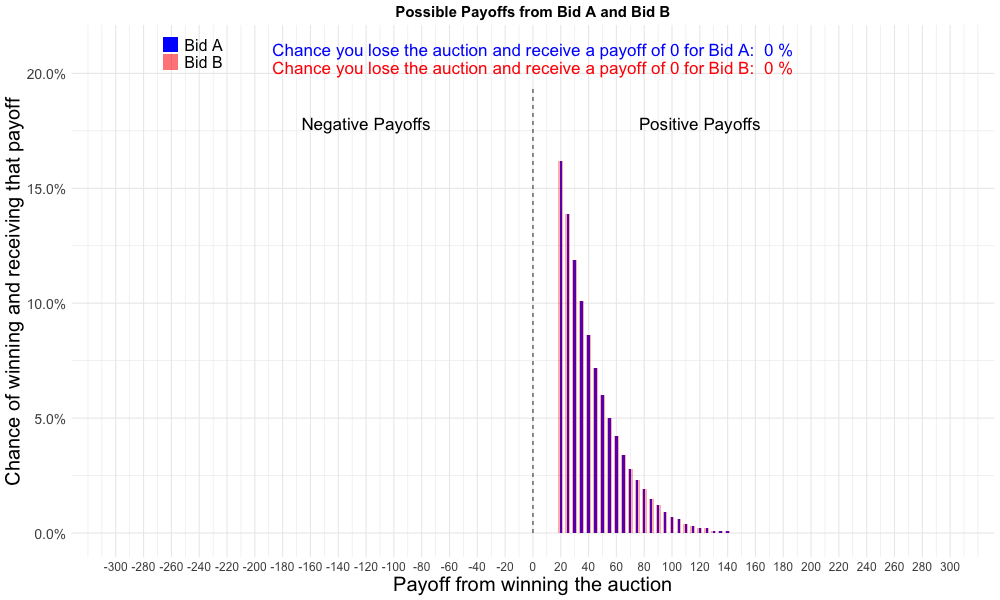 Possible Payoffs from Bid A and Bid B
Bid A
Bid B
Chance you lose the auction and receive a payoff of 0 for Bid A:  0 %
Chance you lose the auction and receive a payoff of 0 for Bid B:  0 %
Negative Payoffs
Positive Payoffs
Chance of winning and receiving that payoff
20.0%
15.0%
10.0%
5.0%
0.0%
-300 -280 -260 -240 -220 -200 -180 -160 -140 -120 -100 -80 -60 -40 -20 0 20 40 60 80 100 120 140 160 180 200 220 240 260 280 300
Payoff from winning the auction